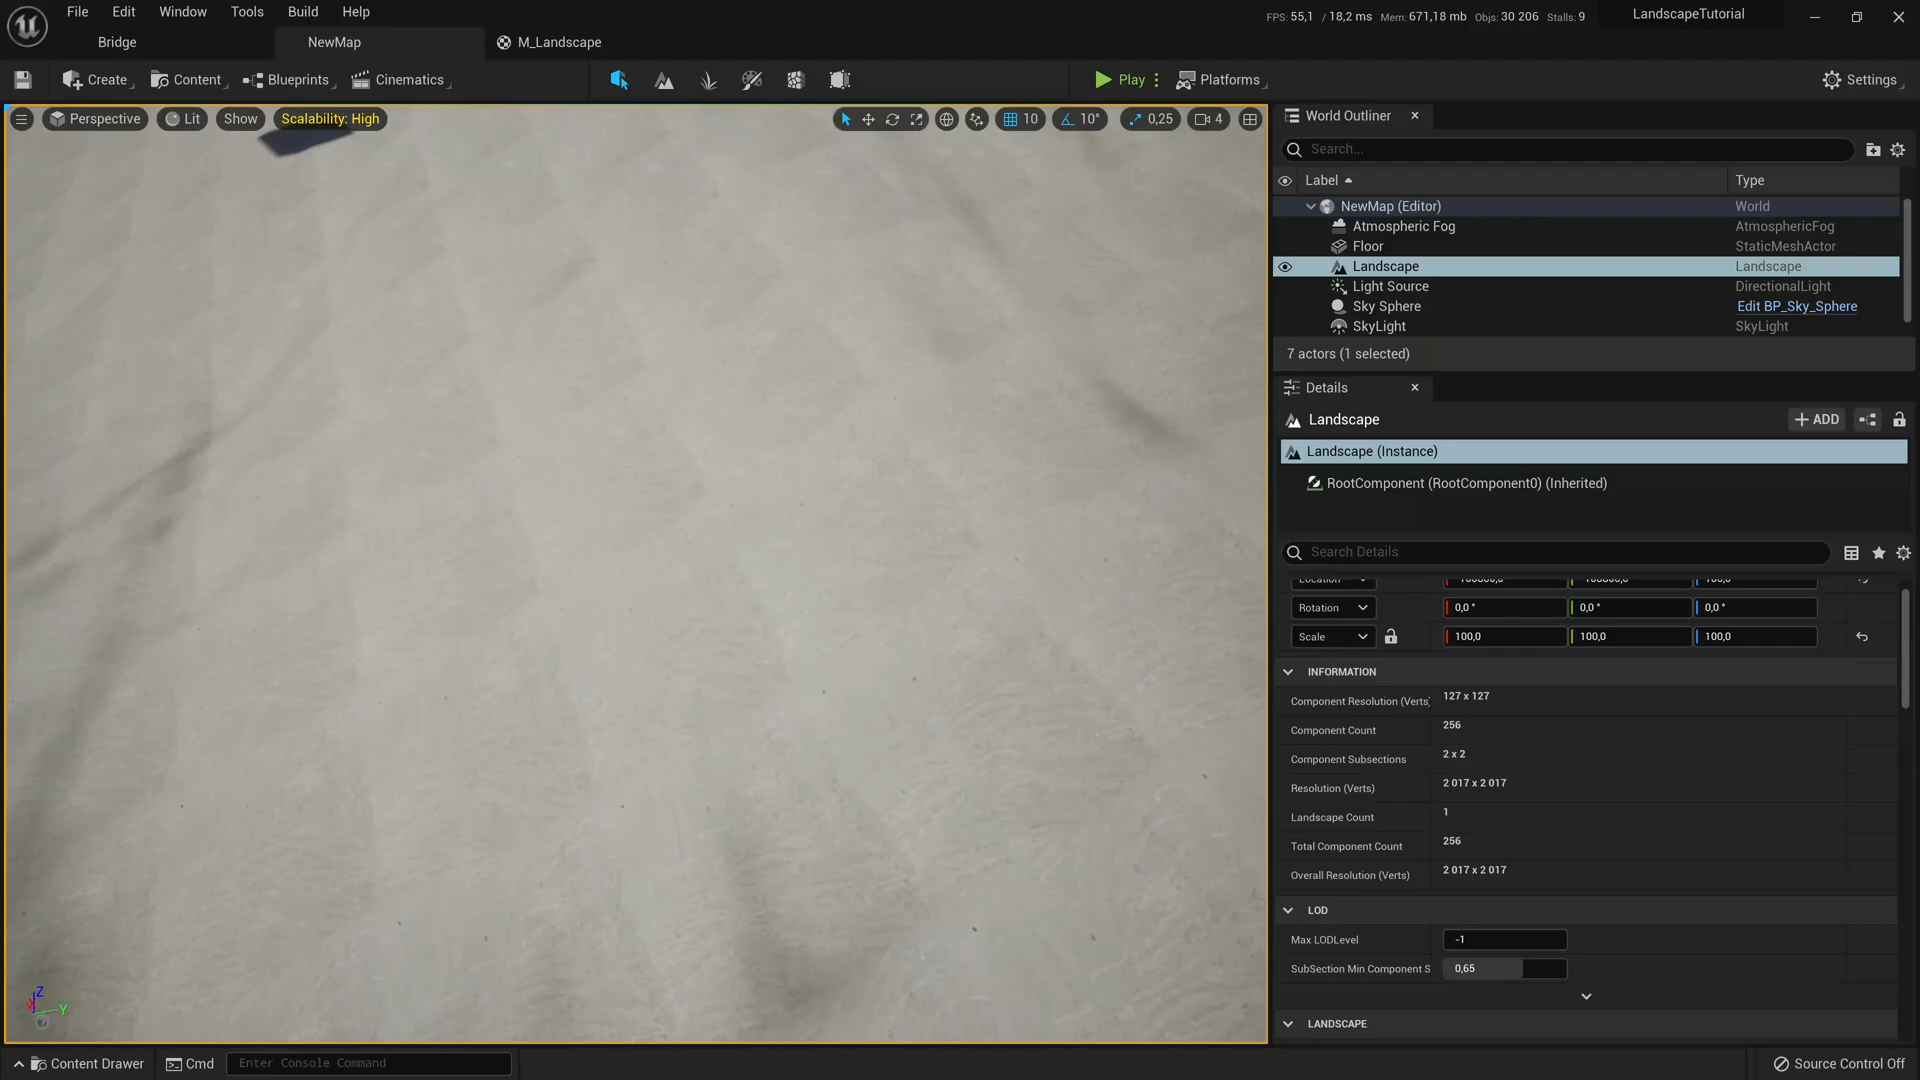 File Edit Window Tools Build Help
FPS: 55,1 / 18,2 ms Mem: 671,18 mb Objs: 30 206 Stalls: 9
LandscapeTutorial
Bridge
NewMap
M_Landscape
Create
Content
Blueprints
Cinematics
Play
Platforms
Settings
Perspective
Lit
Show
Scalability: High
10
10°
0,25
4
World Outliner
Search...
Label
Type
NewMap (Editor) World
Atmospheric Fog AtmosphericFog
Floor StaticMeshActor
Landscape Landscape
Light Source DirectionalLight
Sky Sphere Edit BP_Sky_Sphere
SkyLight SkyLight
7 actors (1 selected)
Details
Landscape
ADD
Landscape (Instance)
RootComponent (RootComponent0) (Inherited)
Search Details
Location
Rotation 0,0 ° 0,0 ° 0,0 °
Scale 100,0 100,0 100,0
INFORMATION
Component Resolution (Verts) 127 x 127
Component Count 256
Component Subsections 2 x 2
Resolution (Verts) 2 017 x 2 017
Landscape Count 1
Total Component Count 256
Overall Resolution (Verts) 2 017 x 2 017
LOD
Max LODLevel -1
SubSection Min Component S 0,65
LANDSCAPE
Z
X
Y
Content Drawer
Cmd
Enter Console Command
Source Control Off